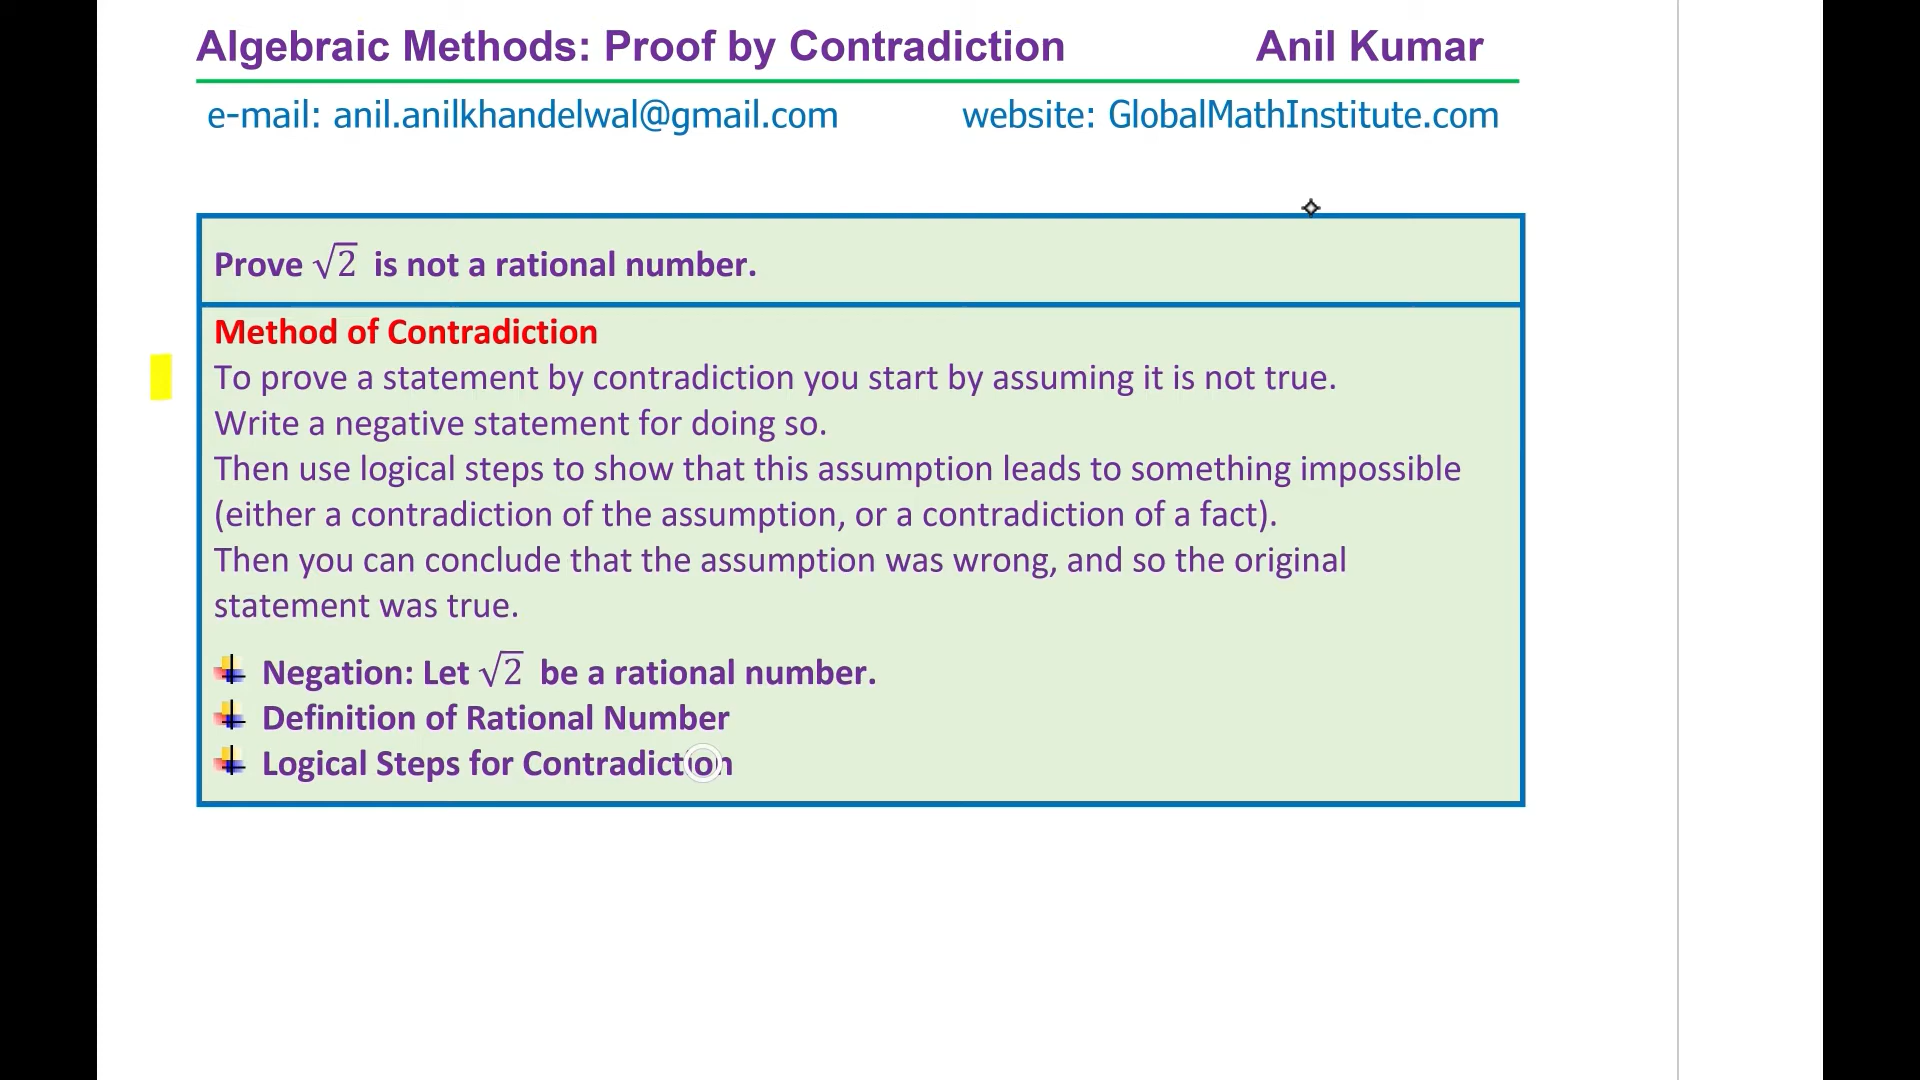 Algebraic Methods: Proof by Contradiction Anil Kumar
e-mail: anil.anilkhandelwal@gmail.com website: GlobalMathInstitute.com
Prove √2 is not a rational number.
Method of Contradiction
To prove a statement by contradiction you start by assuming it is not true.
Write a negative statement for doing so.
Then use logical steps to show that this assumption leads to something impossible
(either a contradiction of the assumption, or a contradiction of a fact).
Then you can conclude that the assumption was wrong, and so the original
statement was true.
Negation: Let √2 be a rational number.
Definition of Rational Number
Logical Steps for Contradiction